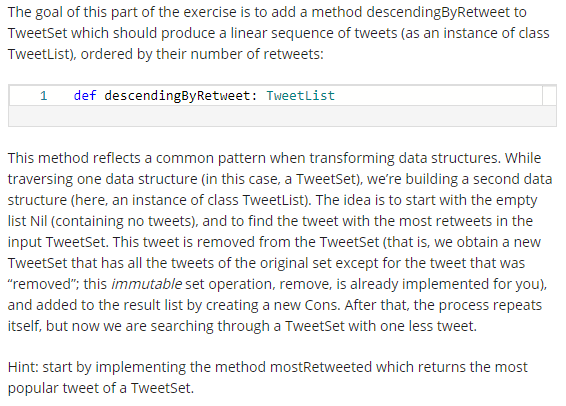 The goal of this part of the exercise is to add a method descendingByRetweet to
TweetSet which should produce a linear sequence of tweets (as an instance of class
TweetList), ordered by their number of retweets:
1 def descendingByRetweet: TweetList
This method reflects a common pattern when transforming data structures. While
traversing one data structure (in this case, a TweetSet), we’re building a second data
structure (here, an instance of class TweetList). The idea is to start with the empty
list Nil (containing no tweets), and to find the tweet with the most retweets in the
input TweetSet. This tweet is removed from the TweetSet (that is, we obtain a new
TweetSet that has all the tweets of the original set except for the tweet that was
“removed”; this immutable set operation, remove, is already implemented for you),
and added to the result list by creating a new Cons. After that, the process repeats
itself, but now we are searching through a TweetSet with one less tweet.
Hint: start by implementing the method mostRetweeted which returns the most
popular tweet of a TweetSet.